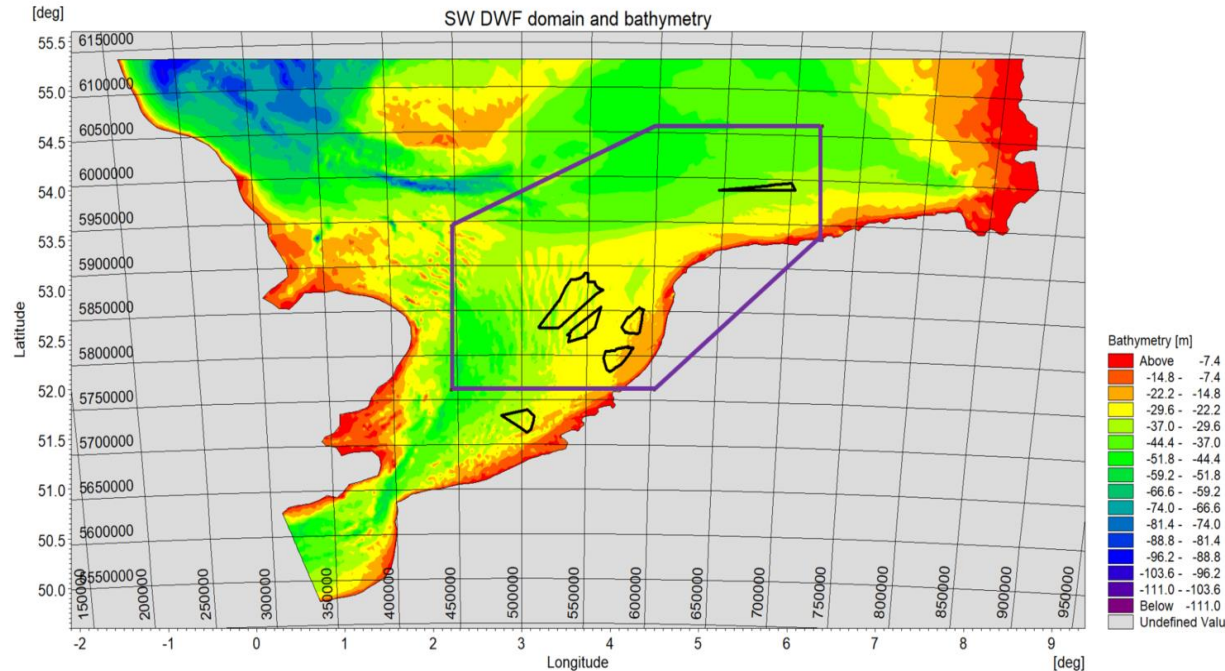 SW DWF domain and bathymetry
[deg]
55.5
55.0
54.5
54.0
53.5
53.0
52.5
52.0
51.5
51.0
50.5
50.0
Latitude
6150000
6100000
6050000
6000000
5950000
5900000
5850000
5800000
5750000
5700000
5650000
5600000
5550000
150000
200000
250000
300000
350000
400000
450000
500000
550000
600000
650000
700000
750000
800000
850000
900000
950000
-2
-1
0
1
2
3
4
5
6
7
8
9
Longitude
[deg]
Bathymetry [m]
Above -7.4
-14.8 - -7.4
-22.2 - -14.8
-29.6 - -22.2
-37.0 - -29.6
-44.4 - -37.0
-51.8 - -44.4
-59.2 - -51.8
-66.6 - -59.2
-74.0 - -66.6
-81.4 - -74.0
-88.8 - -81.4
-96.2 - -88.8
-103.6 - -96.2
-111.0 - -103.6
Below -111.0
Undefined Valu